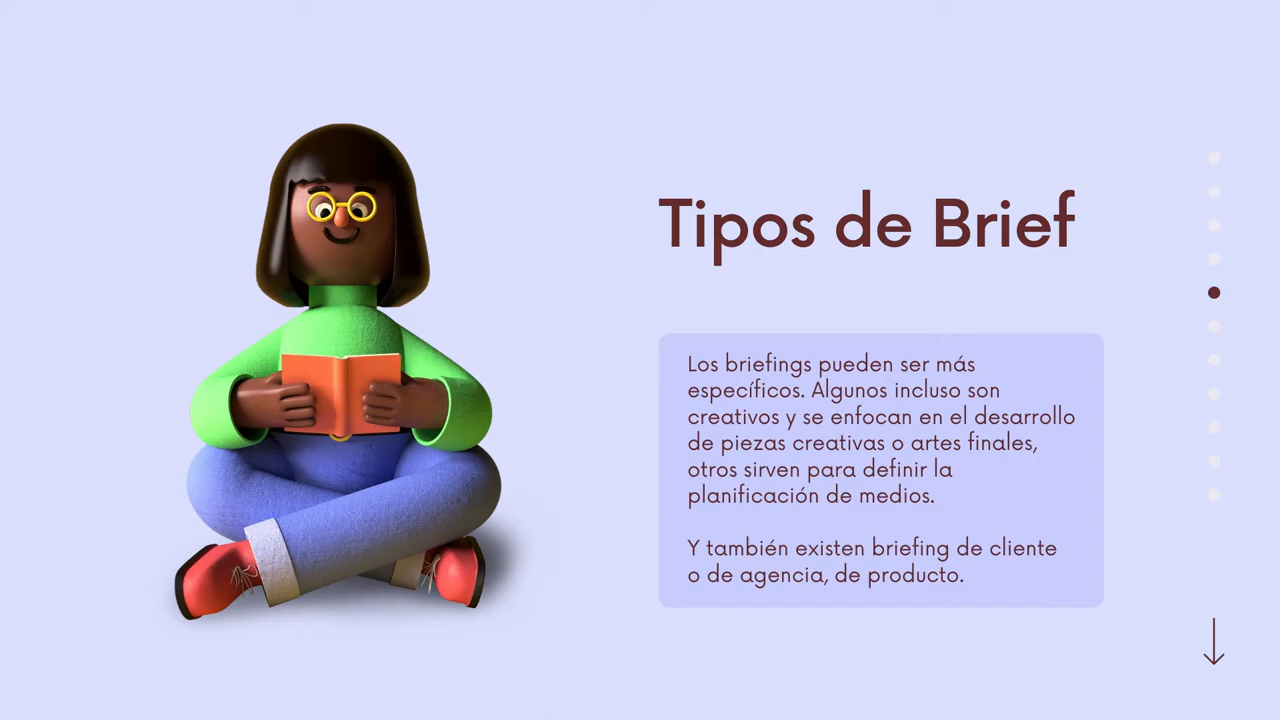 Tipos de Brief
Los briefings pueden ser más
específicos. Algunos incluso son
creativos y se enfocan en el desarrollo
de piezas creativas o artes finales,
otros sirven para definir la
planificación de medios.
Y también existen briefing de cliente
o de agencia, de producto.